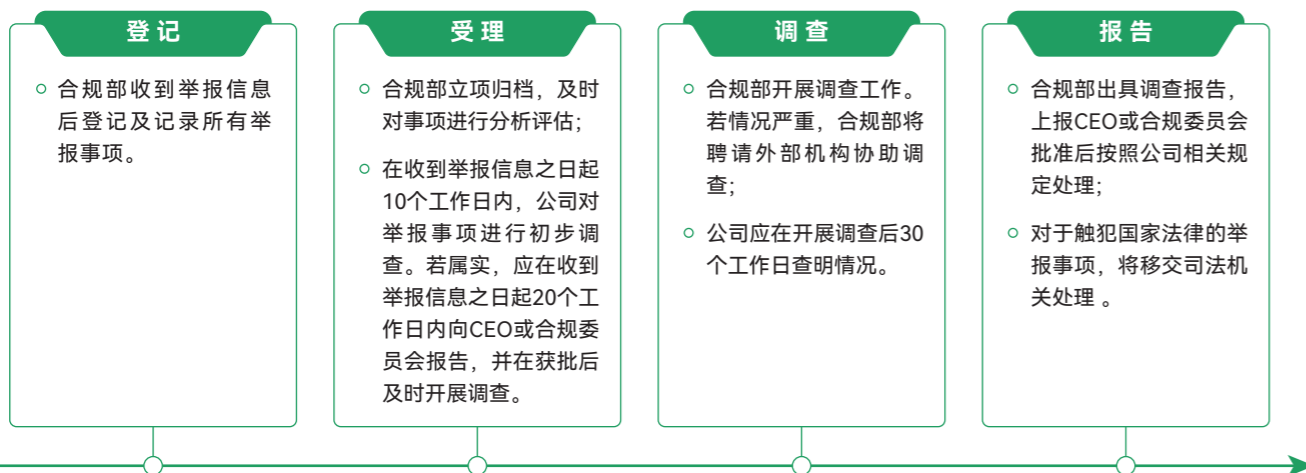 登记
合规部收到举报信息
后登记及记录所有举
报事项。
受理
合规部立项归档，及时
对事项进行分析评估；
在收到举报信息之日起
10个工作日内，公司对
举报事项进行初步调
查。若属实，应在收到
举报信息之日起20个工
作日内向CEO或合规委
员会报告，并在获批后
及时开展调查。
调查
合规部开展调查工作。
若情况严重，合规部将
聘请外部机构协助调
查；
公司应在开展调查后30
个工作日查明情况。
报告
合规部出具调查报告，
上报CEO或合规委员会
批准后按照公司相关规
定处理；
对于触犯国家法律的举
报事项，将移交司法机
关处理 。